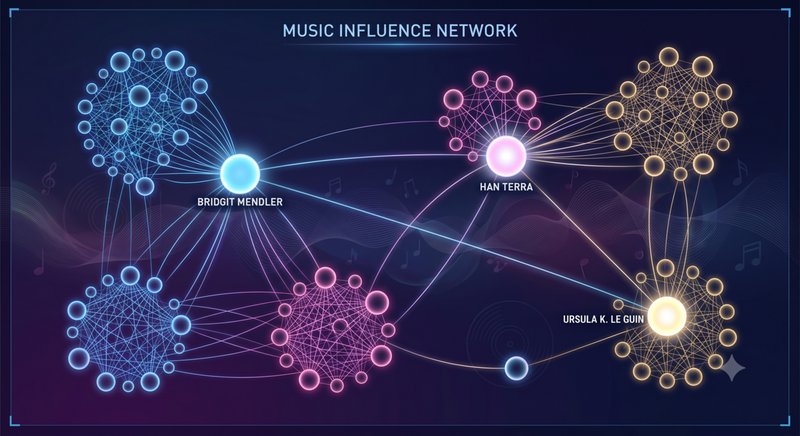 MUSIC INFLUENCE NETWORK
BRIDGIT MENDLER
HAN TERRA
URSULA K. LE GUIN